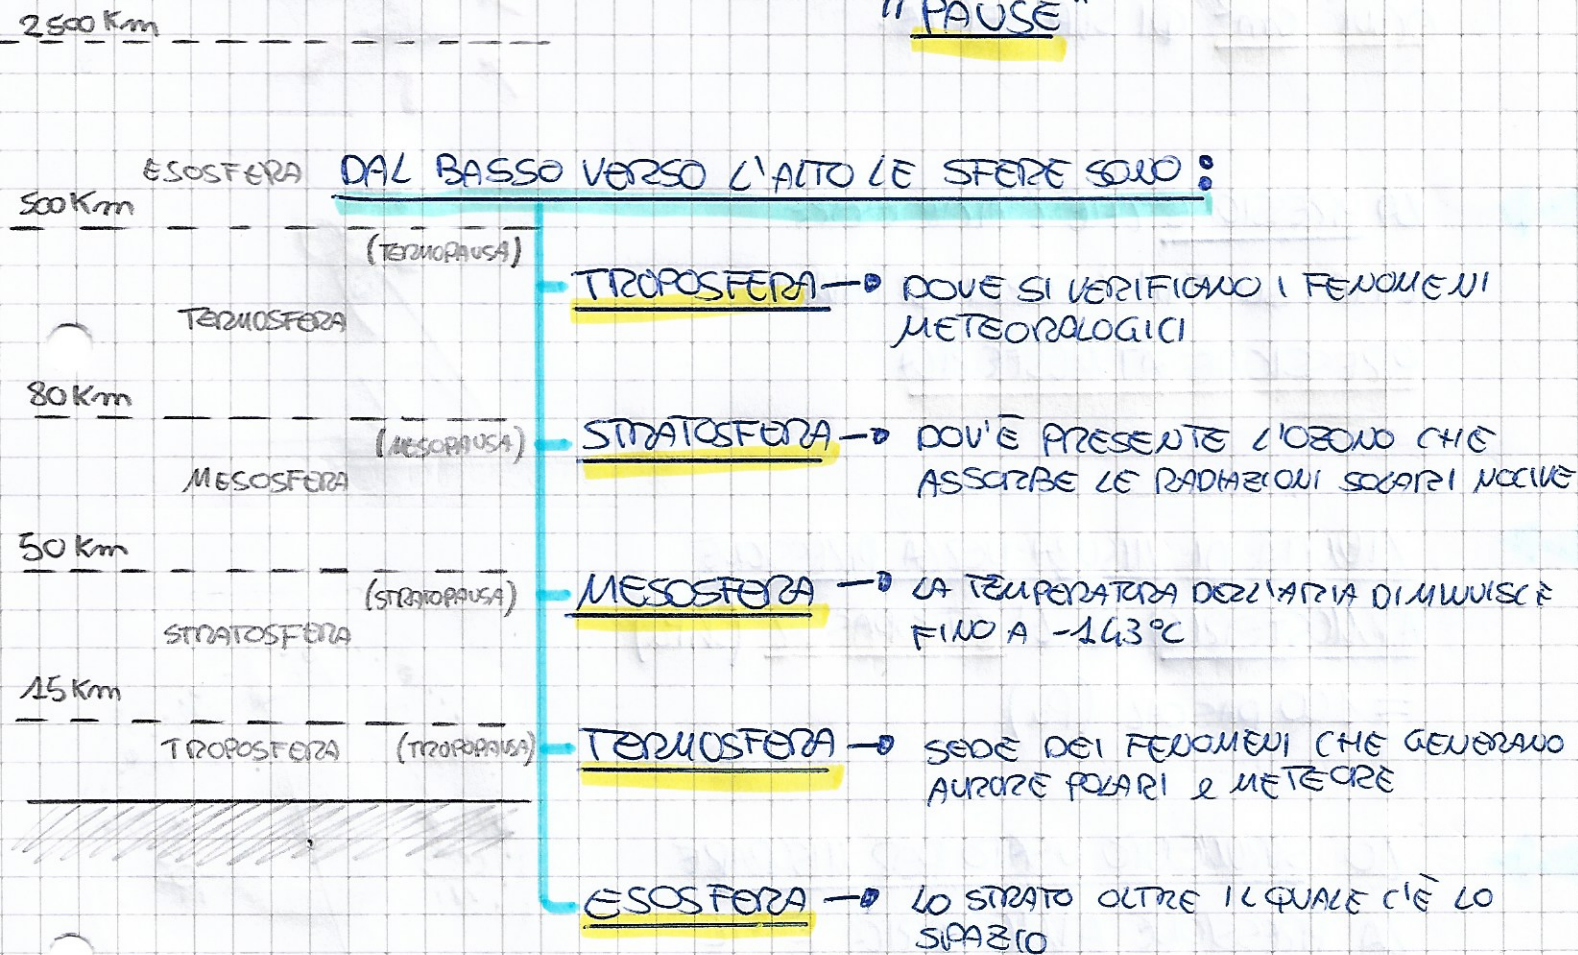 2500 Km
"PAUSE"
ESOSFERA
500 Km
(TERMOPAUSA)
TERMOSFERA
80 Km
(MESOPAUSA)
MESOSFERA
50 Km
(STRATOPAUSA)
STRATOSFERA
15 Km
TROPOSFERA (TROPOPAUSA)
DAL BASSO VERSO L'ALTO LE SFERE SONO:
TROPOSFERA → DOVE SI VERIFICANO I FENOMENI
METEORALOGICI
STRATOSFERA → DOV'È PRESENTE L'OZONO CHE
ASSORBE LE RADIAZIONI SOLARI NOCIVE
MESOSFERA → LA TEMPERATURA DELL'ARIA DIMINUISCE
FINO A -143°C
TERMOSFERA → SEDE DEI FENOMENI CHE GENERANO
AURORE POLARI e METEORE
ESOSFERA → LO STRATO OLTRE IL QUALE C'È LO
SPAZIO